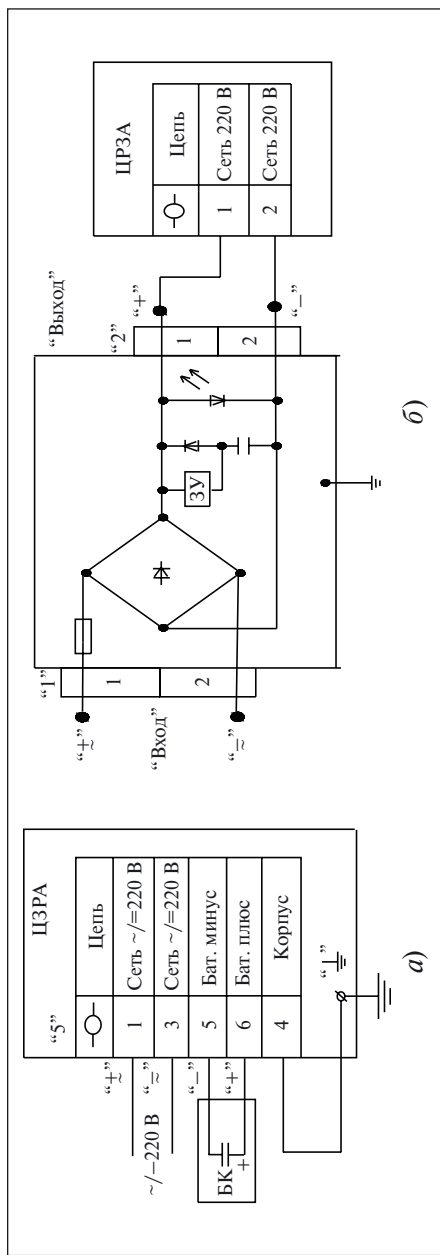 ЦЗРА
“5”
Цепь
1 Сеть ~/=220 В
3 Сеть ~/=220 В
5 Бат. минус
6 Бат. плюс
4 Корпус
“+”
~
“=”
~/−220 В
“−”
“+”
БК
+
“⊥”
а)
“1”
1
2
“+”
~
“Вход”
“=”
ЗУ
“Выход”
“2”
1
2
“+”
“−”
ЦРЗА
Цепь
1 Сеть 220 В
2 Сеть 220 В
б)